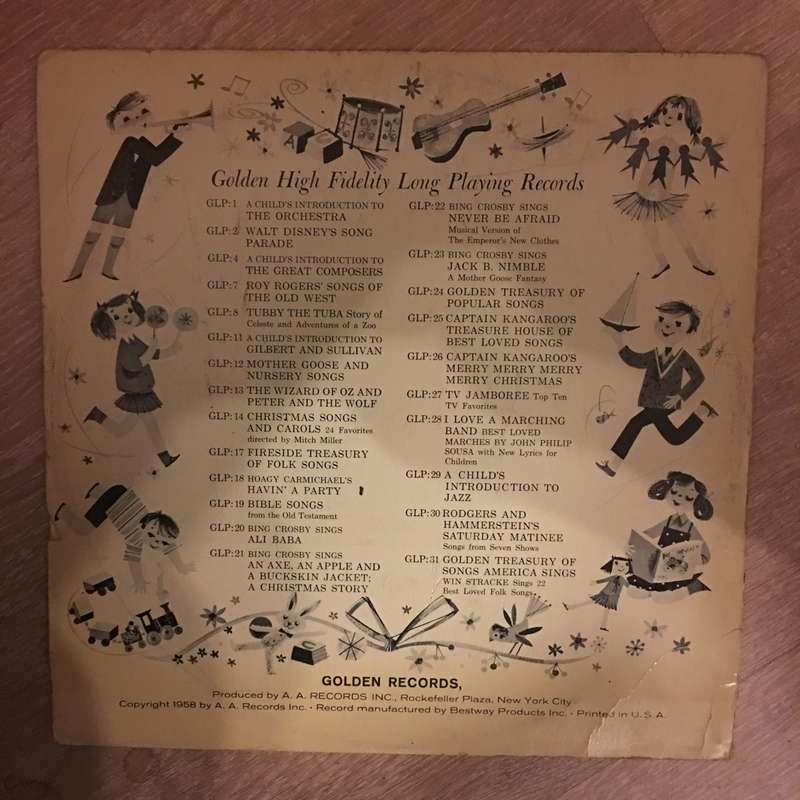 Golden High Fidelity Long Playing Records
GLP:1 A CHILD'S INTRODUCTION TO
THE ORCHESTRA
GLP:2 WALT DISNEY'S SONG
PARADE
GLP:4 A CHILD'S INTRODUCTION TO
THE GREAT COMPOSERS
GLP:7 ROY ROGERS' SONGS OF
THE OLD WEST
GLP:8 TUBBY THE TUBA Story of
Celeste and Adventures of a Zoo
GLP:11 A CHILD'S INTRODUCTION TO
GILBERT AND SULLIVAN
GLP:12 MOTHER GOOSE AND
NURSERY SONGS
GLP:13 THE WIZARD OF OZ AND
PETER AND THE WOLF
GLP:14 CHRISTMAS SONGS
AND CAROLS 24 Favorites
directed by Mitch Miller
GLP:17 FIRESIDE TREASURY
OF FOLK SONGS
GLP:18 HOAGY CARMICHAEL'S
HAVIN' A PARTY
GLP:19 BIBLE SONGS
from the Old Testament
GLP:20 BING CROSBY SINGS
ALI BABA
GLP:21 BING CROSBY SINGS
AN AXE, AN APPLE AND
A BUCKSKIN JACKET;
A CHRISTMAS STORY
GLP:22 BING CROSBY SINGS
NEVER BE AFRAID
Musical Version of
The Emperor's New Clothes
GLP:23 BING CROSBY SINGS
JACK B. NIMBLE
A Mother Goose Fantasy
GLP:24 GOLDEN TREASURY OF
POPULAR SONGS
GLP:25 CAPTAIN KANGAROO'S
TREASURE HOUSE OF
BEST LOVED SONGS
GLP:26 CAPTAIN KANGAROO'S
MERRY MERRY MERRY
MERRY CHRISTMAS
GLP:27 TV JAMBOREE Top Ten
TV Favorites
GLP:28 I LOVE A MARCHING
BAND BEST LOVED
MARCHES BY JOHN PHILIP
SOUSA with New Lyrics for
Children
GLP:29 A CHILD'S
INTRODUCTION TO
JAZZ
GLP:30 RODGERS AND
HAMMERSTEIN'S
SATURDAY MATINEE
Songs from Seven Shows
GLP:31 GOLDEN TREASURY OF
SONGS AMERICA SINGS
WIN STRACKE Sings 22
Best Loved Folk Songs
GOLDEN RECORDS,
Produced by A. A. RECORDS INC., Rockefeller Plaza, New York City
Copyright 1958 by A. A. Records Inc. • Record manufactured by Bestway Products Inc. • Printed in U. S. A.